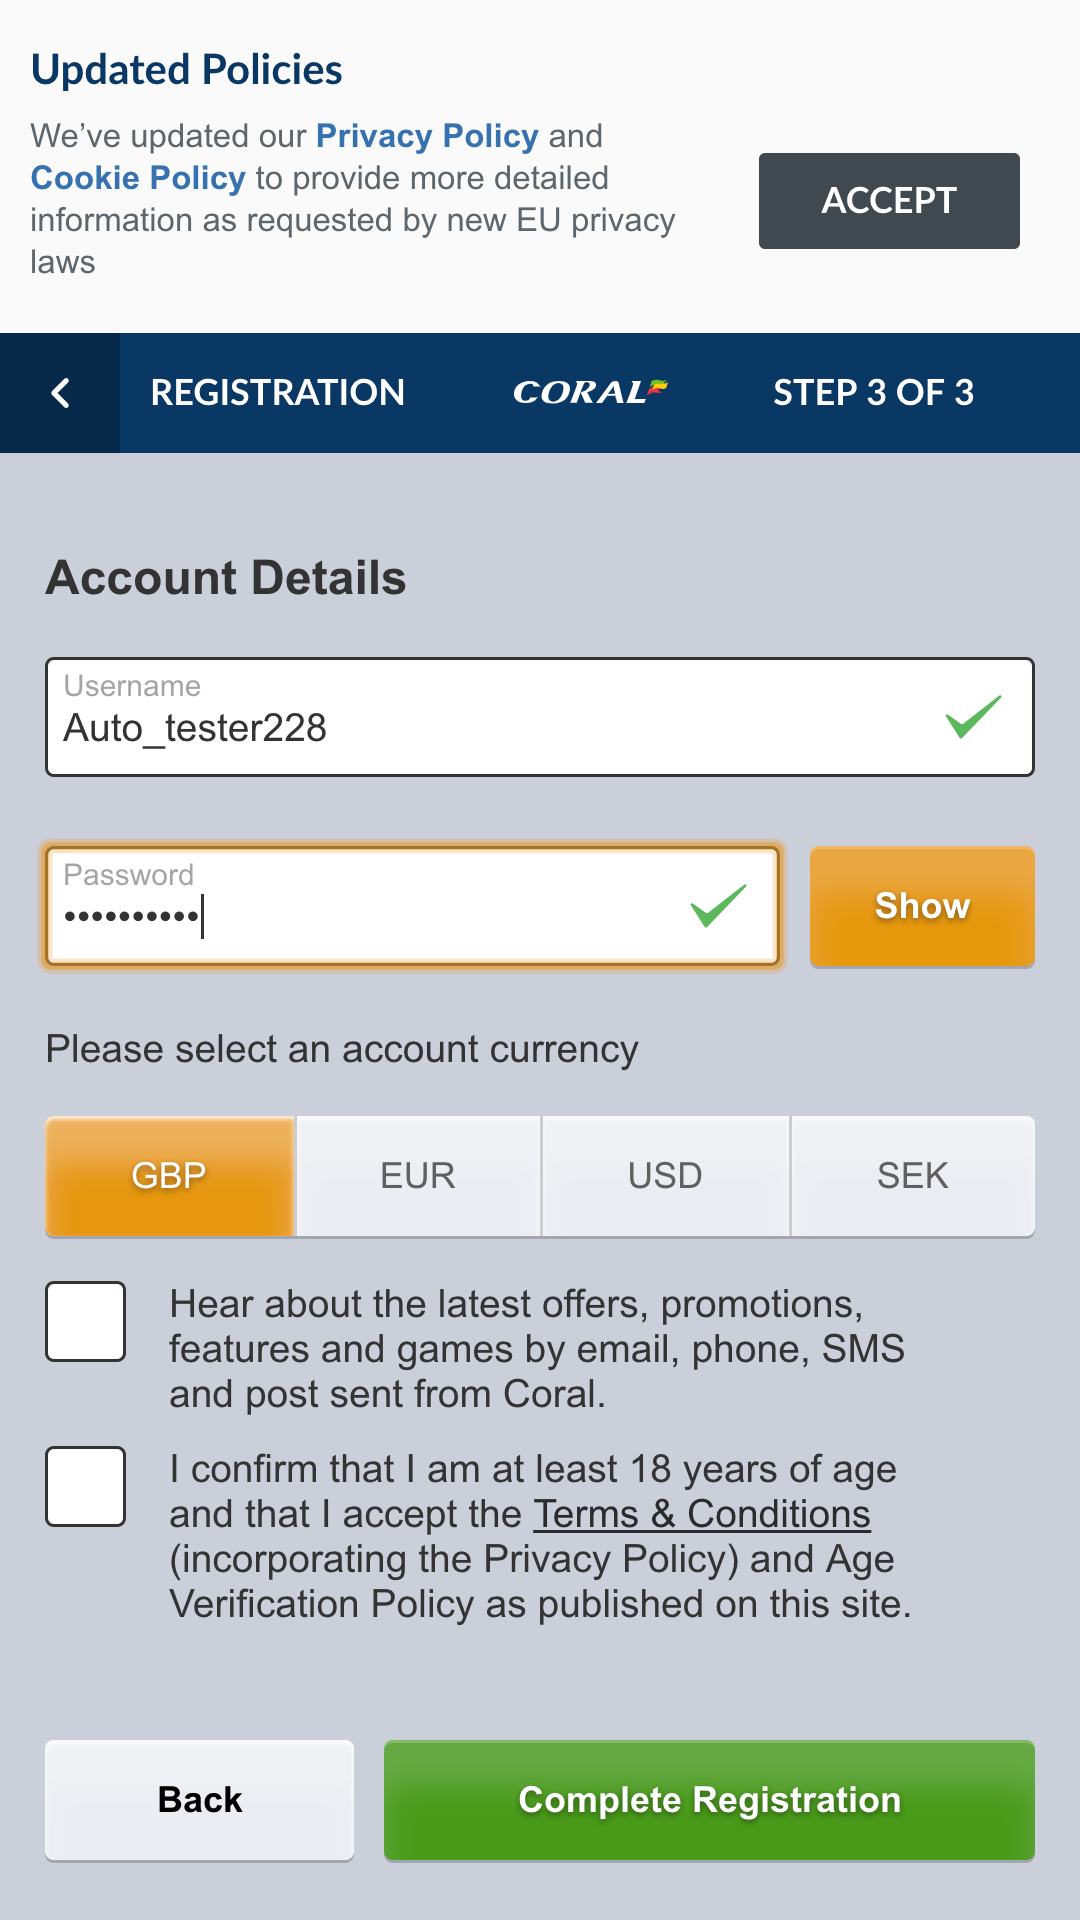 Updated Policies
We’ve updated our Privacy Policy and
Cookie Policy to provide more detailed
information as requested by new EU privacy
laws
ACCEPT
REGISTRATION
CORAL
STEP 3 OF 3
Account Details
Username
Auto_tester228
Password
••••••••••
Show
Please select an account currency
GBP
EUR
USD
SEK
Hear about the latest offers, promotions,
features and games by email, phone, SMS
and post sent from Coral.
I confirm that I am at least 18 years of age
and that I accept the Terms & Conditions
(incorporating the Privacy Policy) and Age
Verification Policy as published on this site.
Back
Complete Registration